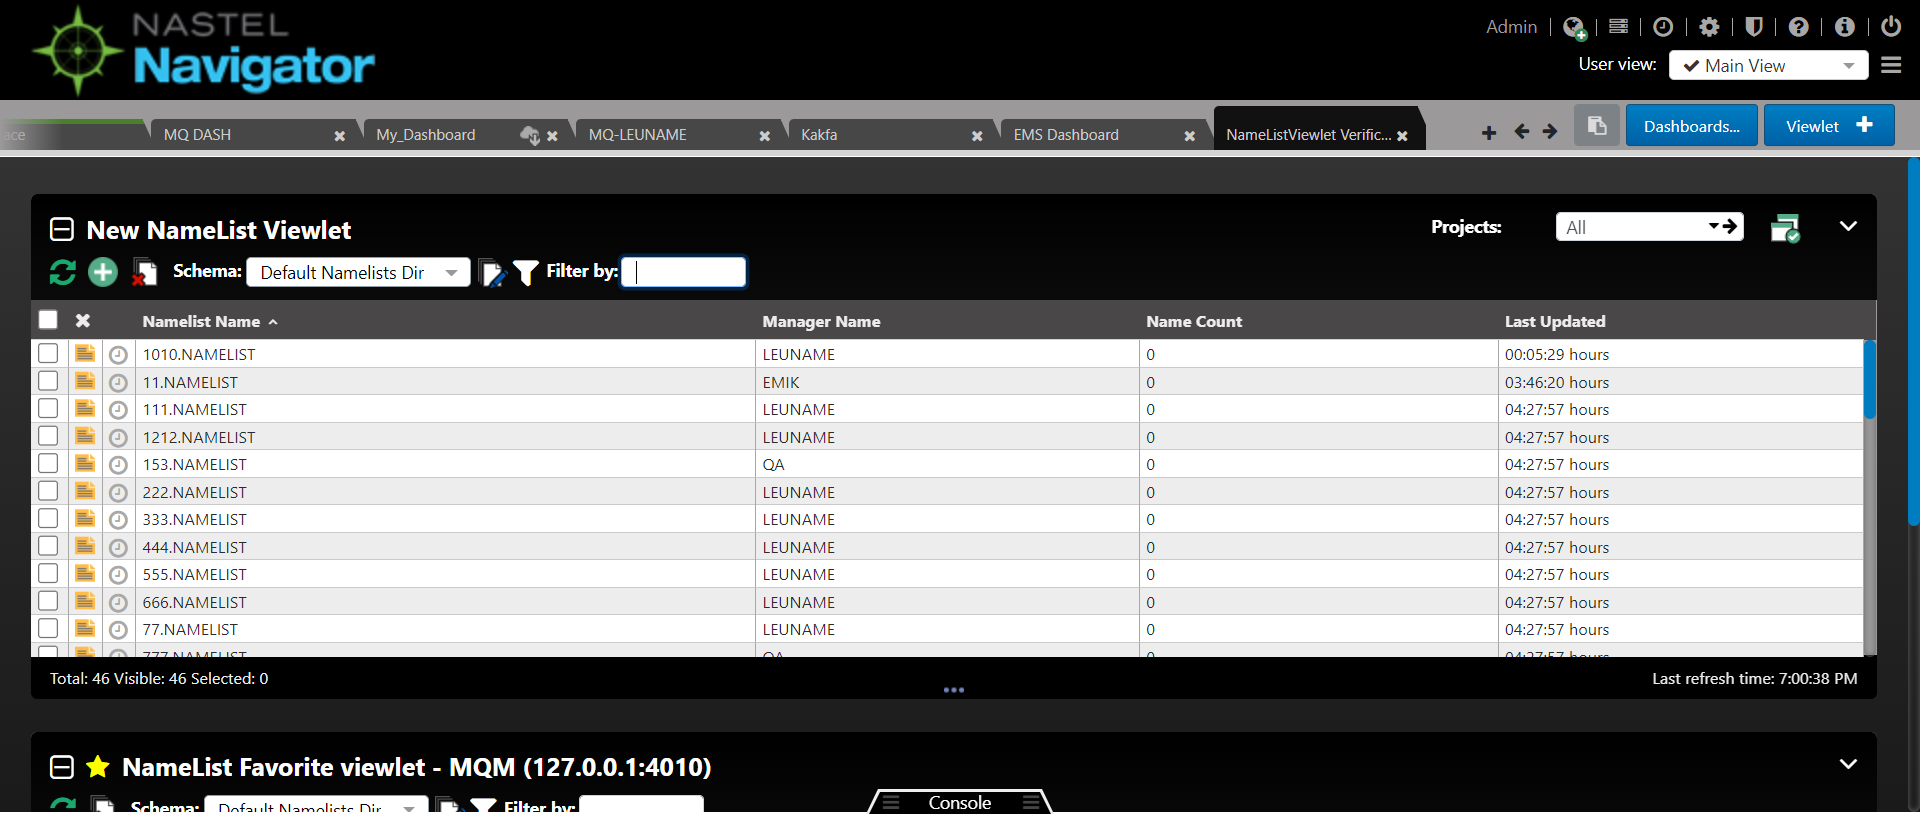 NASTEL
Navigator
Admin
User view: Main View
ace
MQ DASH
My_Dashboard
MQ-LEUNAME
Kakfa
EMS Dashboard
NameListViewlet Verific...
Dashboards...
Viewlet
New NameList Viewlet
Projects: All
Schema: Default Namelists Dir Filter by:
Namelist Name Manager Name Name Count Last Updated
1010.NAMELIST LEUNAME 0 00:05:29 hours
11.NAMELIST EMIK 0 03:46:20 hours
111.NAMELIST LEUNAME 0 04:27:57 hours
1212.NAMELIST LEUNAME 0 04:27:57 hours
153.NAMELIST QA 0 04:27:57 hours
222.NAMELIST LEUNAME 0 04:27:57 hours
333.NAMELIST LEUNAME 0 04:27:57 hours
444.NAMELIST LEUNAME 0 04:27:57 hours
555.NAMELIST LEUNAME 0 04:27:57 hours
666.NAMELIST LEUNAME 0 04:27:57 hours
77.NAMELIST LEUNAME 0 04:27:57 hours
777.NAMELIST QA 0 04:27:57 hours
Total: 46 Visible: 46 Selected: 0
Last refresh time: 7:00:38 PM
NameList Favorite viewlet - MQM (127.0.0.1:4010)
Schema: Default Namelists Dir Filter by:
Console